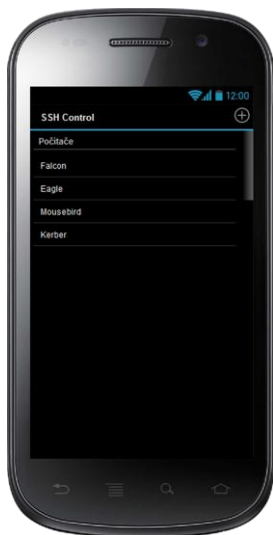 12:00
SSH Control
Počítače
Falcon
Eagle
Mousebird
Kerber